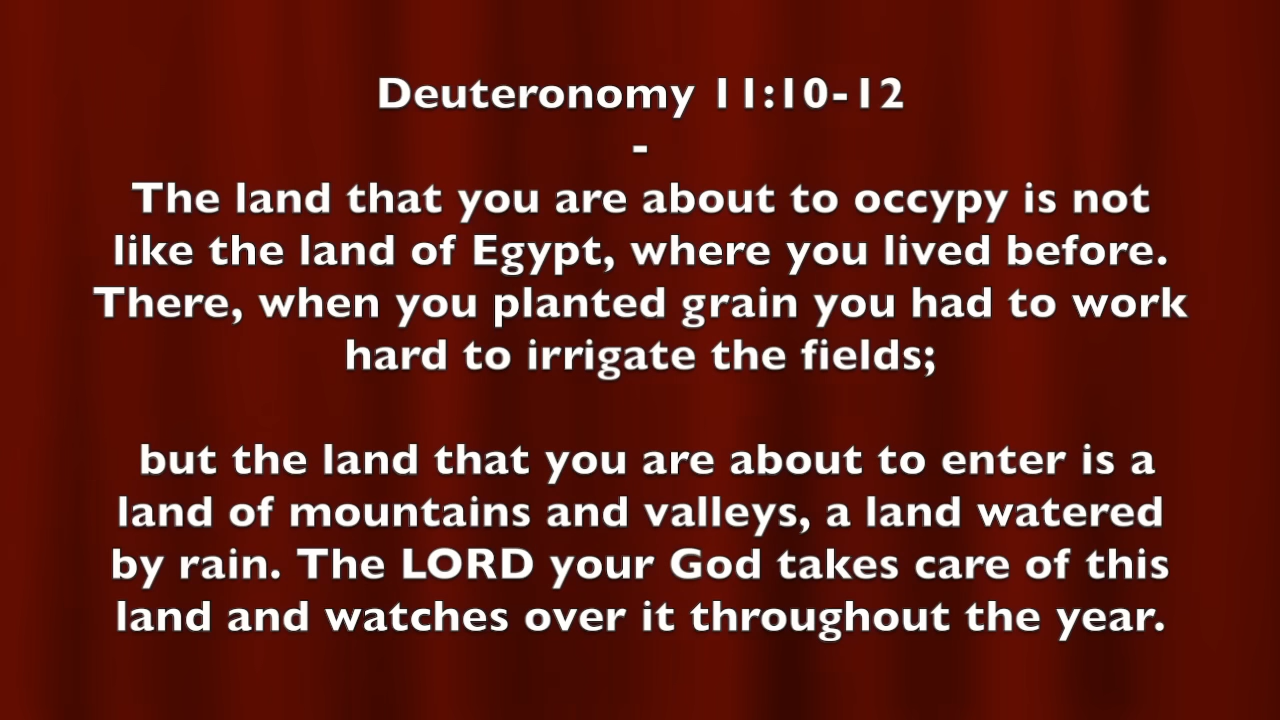 Deuteronomy 11:10-12
-
The land that you are about to occypy is not
like the land of Egypt, where you lived before.
There, when you planted grain you had to work
hard to irrigate the fields;
but the land that you are about to enter is a
land of mountains and valleys, a land watered
by rain. The LORD your God takes care of this
land and watches over it throughout the year.